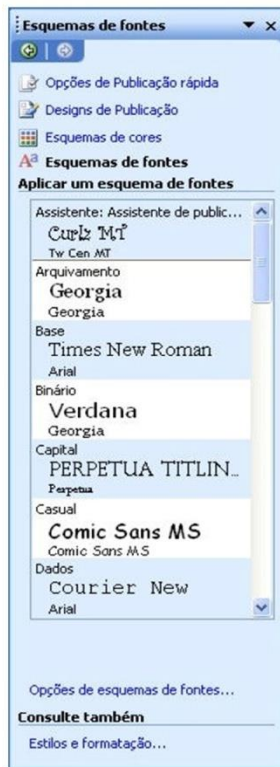 Esquemas de fontes
Opções de Publicação rápida
Designs de Publicação
Esquemas de cores
Aª Esquemas de fontes
Aplicar um esquema de fontes
Assistente: Assistente de public...
Curlz MT
Tw Cen MT
Arquivamento
Georgia
Georgia
Base
Times New Roman
Arial
Binário
Verdana
Georgia
Capital
PERPETUA TITLIN...
Perpetua
Casual
Comic Sans MS
Comic Sans MS
Dados
Courier New
Arial
Opções de esquemas de fontes...
Consulte também
Estilos e formatação...